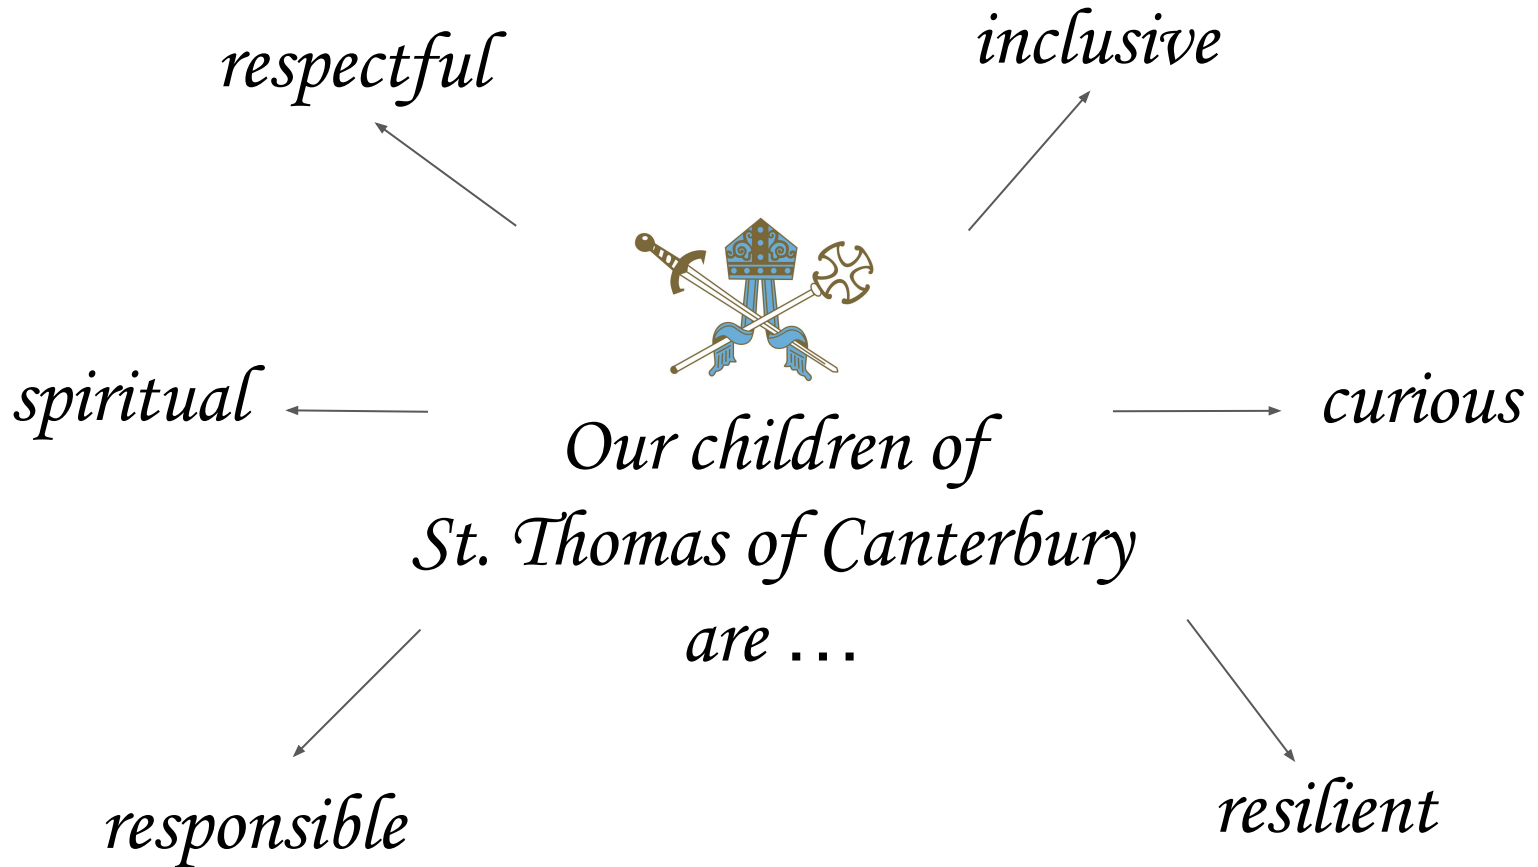 respectful
inclusive
spiritual
curious
Our children of
St. Thomas of Canterbury
are ...
responsible
resilient